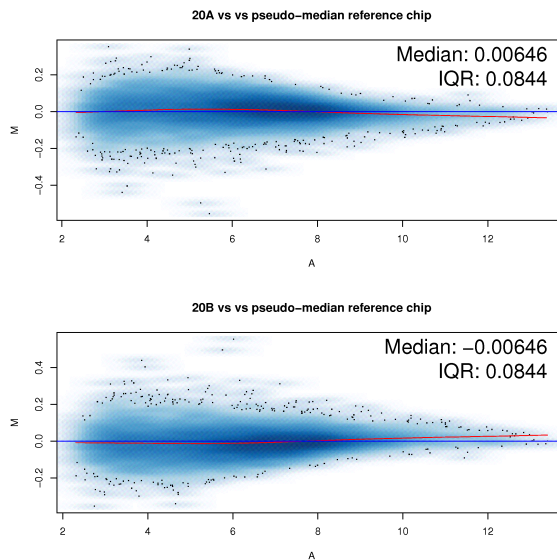 20A vs vs pseudo−median reference chip
Median: 0.00646
IQR: 0.0844
0.2
0.0
−0.2
−0.4
M
2 4 6 8 10 12
A
20B vs vs pseudo−median reference chip
Median: −0.00646
IQR: 0.0844
0.4
0.2
0.0
−0.2
M
2 4 6 8 10 12
A